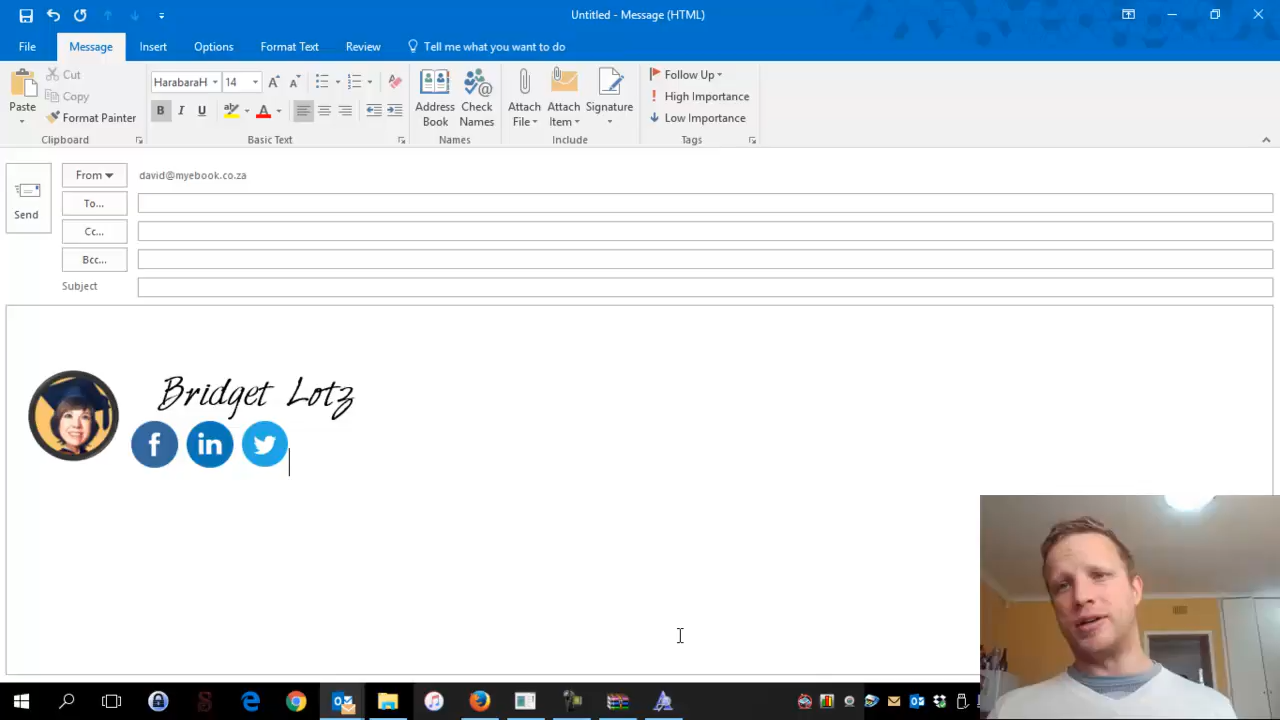 Untitled - Message (HTML)
File Message Insert Options Format Text Review Tell me what you want to do
Paste
Cut
Copy
Format Painter
Clipboard
HarabaraH 14
B I U
Basic Text
Address Book
Check Names
Names
Attach File
Attach Item
Signature
Include
Follow Up
High Importance
Low Importance
Tags
Send
From david@myebook.co.za
To...
Cc...
Bcc...
Subject
Bridget Lotz
f in